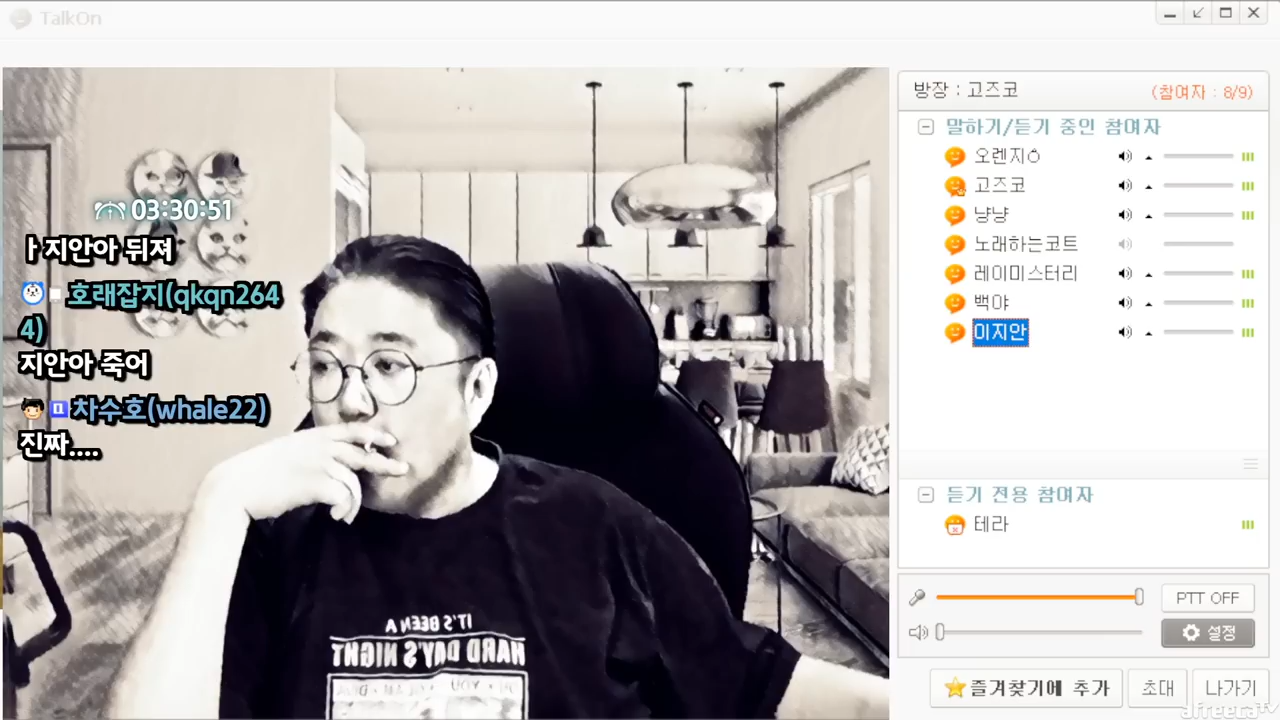 TalkOn
방장 : 고즈코
(참여자 : 8/9)
말하기/듣기 중인 참여자
오렌지○
고즈코
냥냥
노래하는코트
레이미스터리
백야
이지안
듣기 전용 참여자
테라
PTT OFF
설정
즐겨찾기에 추가
초대
나가기
afreecaTV
03:30:51
ㅏ 지안아 뒤져
호래잡지(qkqn264
4)
지안아 죽어
차수호(whale22)
진짜....
IT'S BEEN A
HARD DAY'S NIGHT